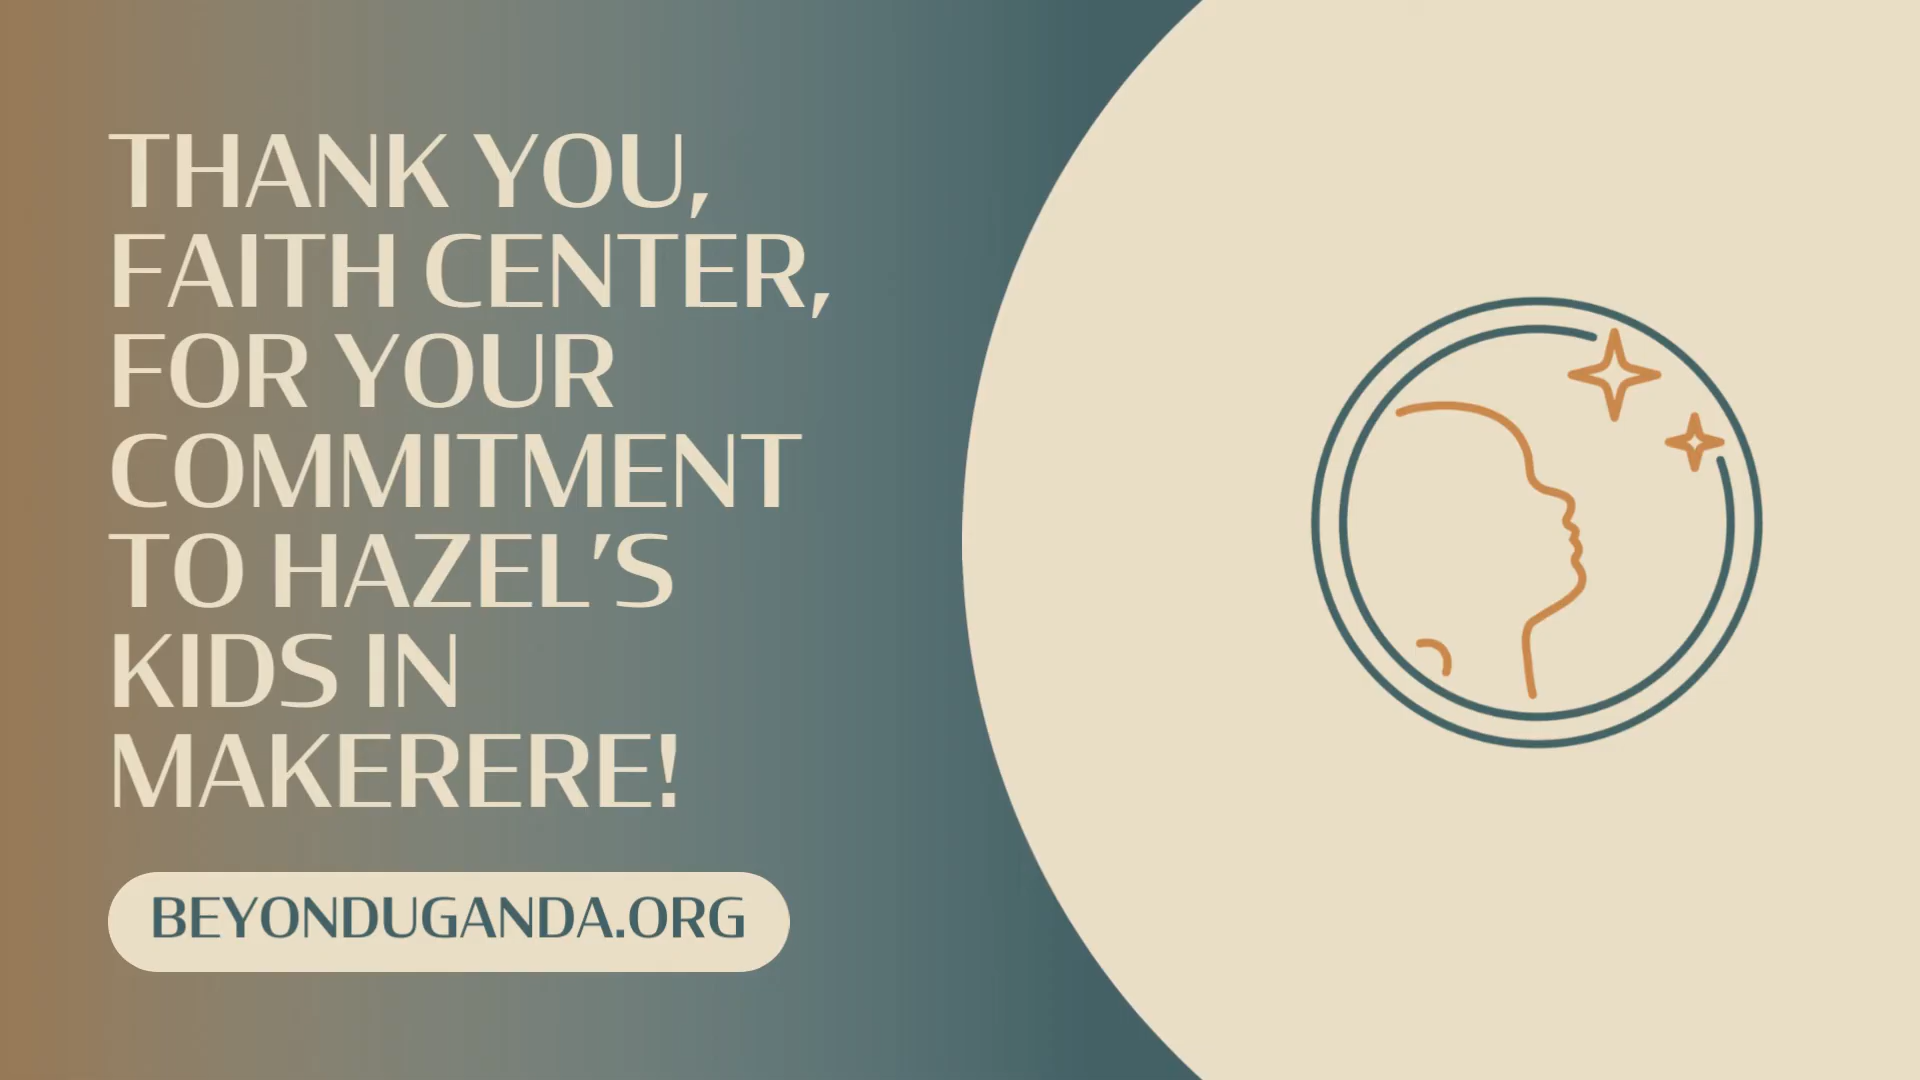 THANK YOU,
FAITH CENTER,
FOR YOUR
COMMITMENT
TO HAZEL'S
KIDS IN
MAKERERE!
BEYONDUGANDA.ORG